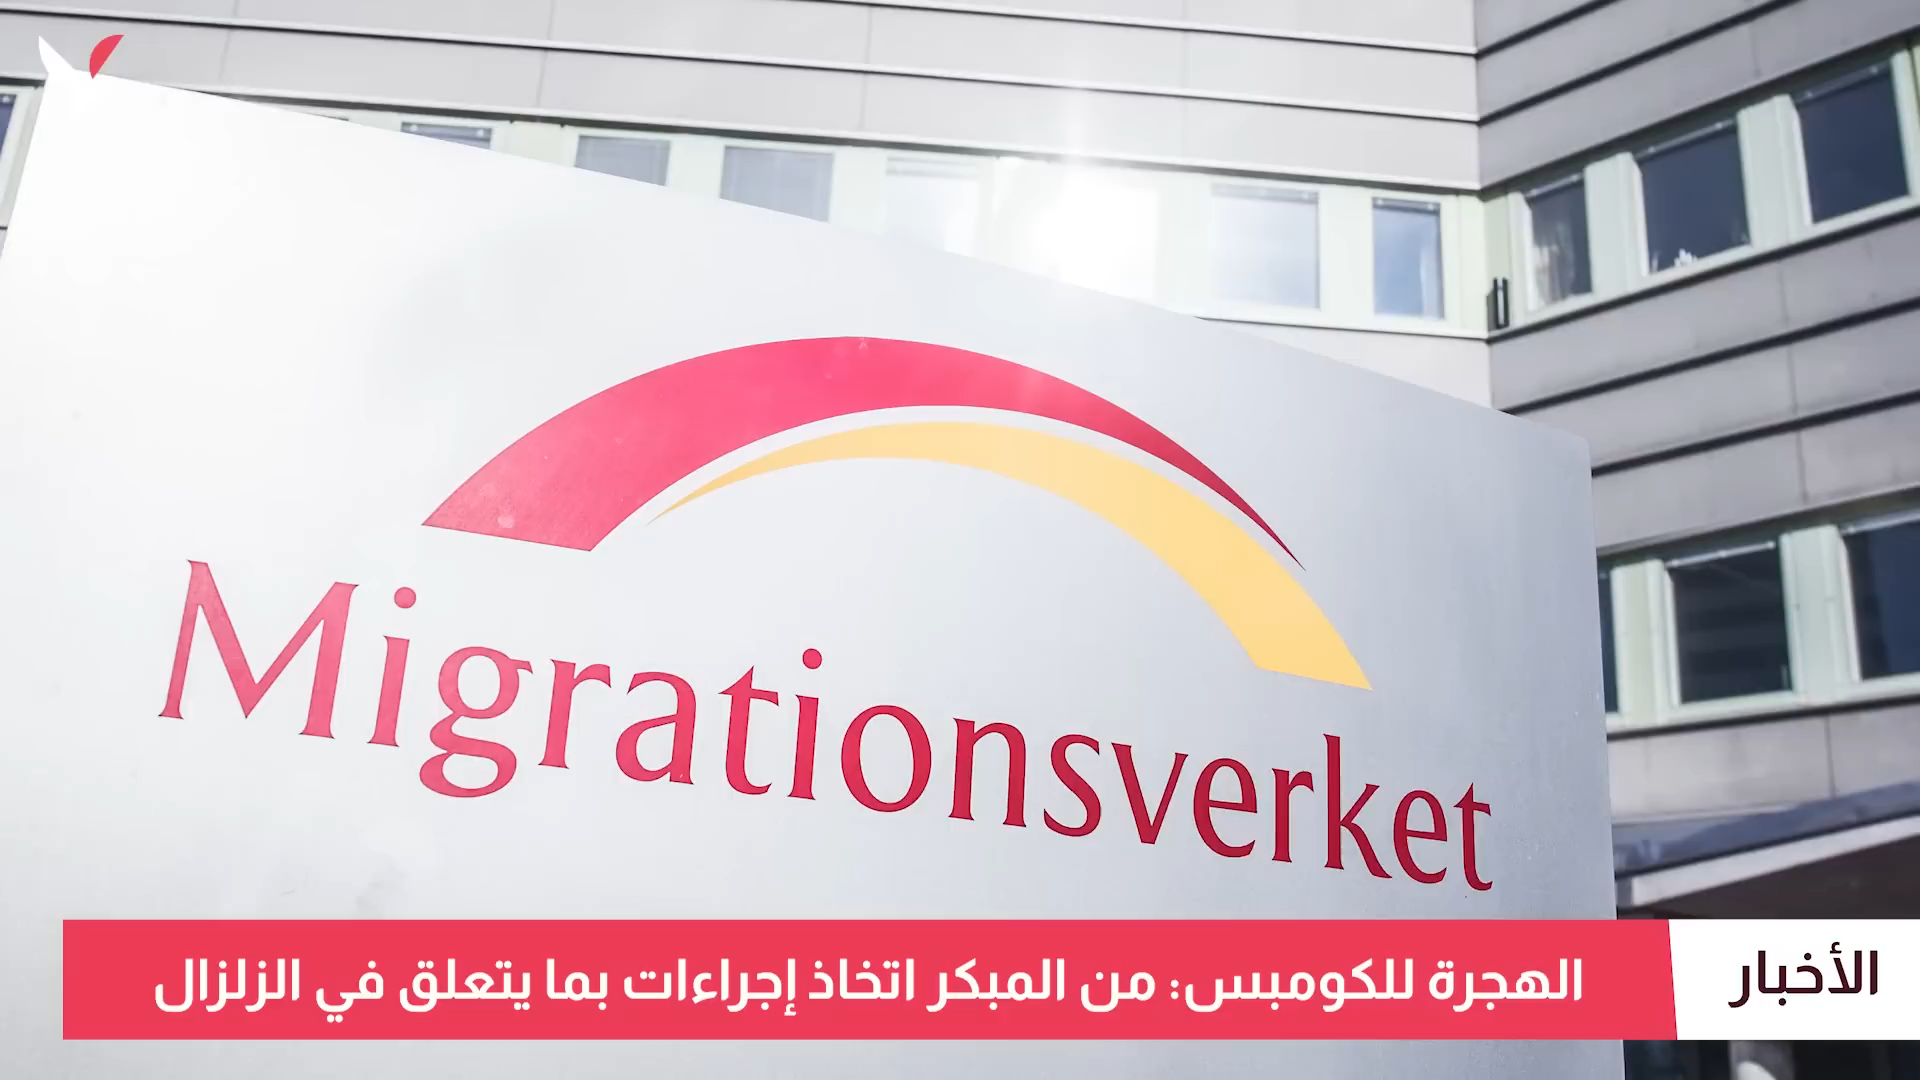 Migrationsverket
الأخبار
الهجرة للكومبس: من المبكر اتخاذ إجراءات بما يتعلق في الزلزال